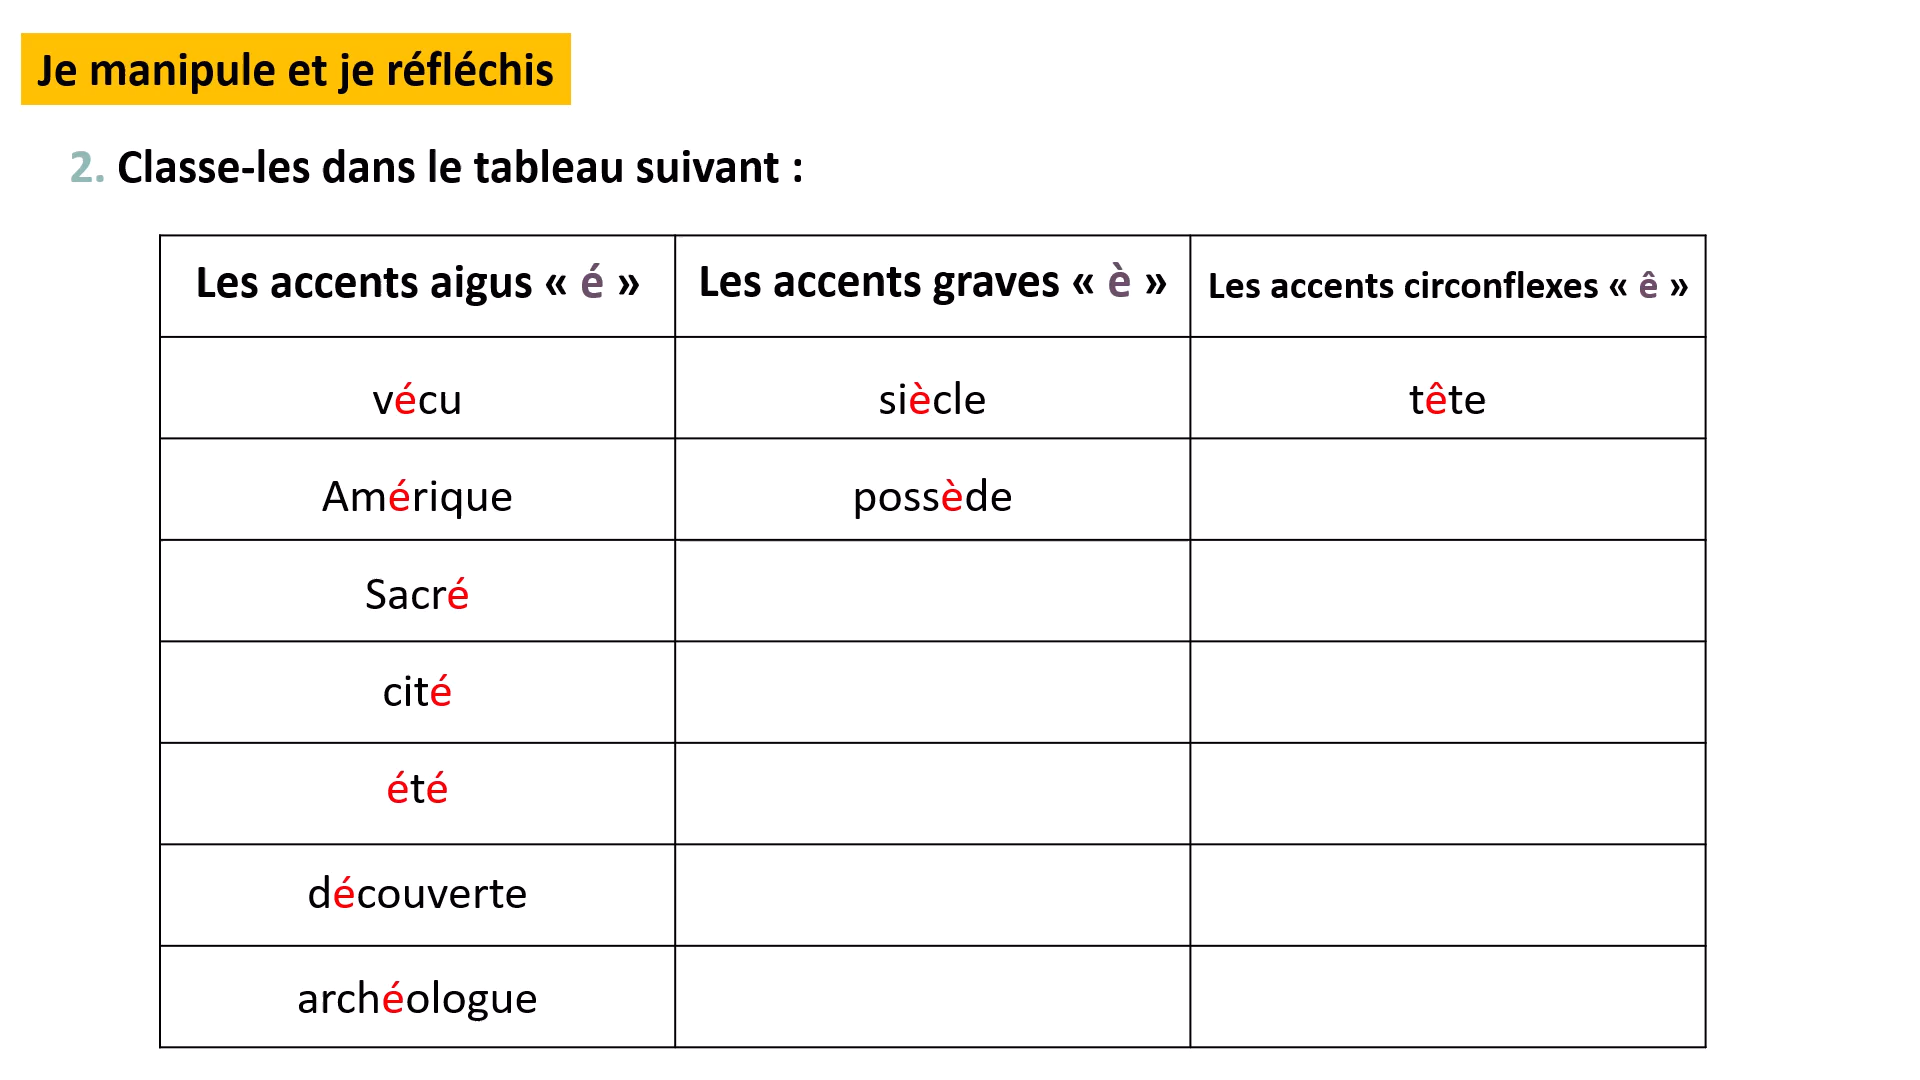 Je manipule et je réfléchis
2. Classe-les dans le tableau suivant :
Les accents aigus « é » Les accents graves « è » Les accents circonflexes « ê »
vécu siècle tête
Amérique possède
Sacré
cité
été
découverte
archéologue